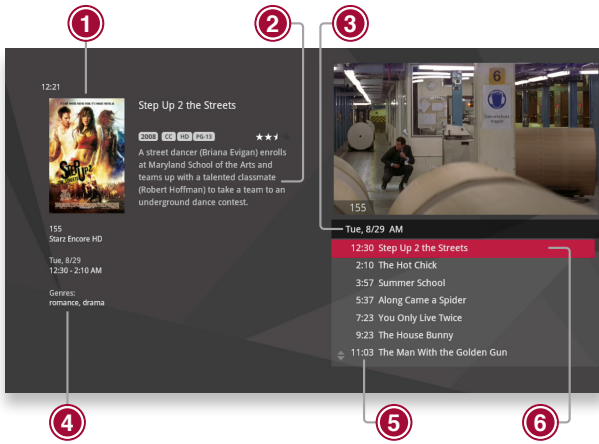 1
2
3
12:21
Step Up 2 the Streets
2008 CC HD PG-13
A street dancer (Briana Evigan) enrolls
at Maryland School of the Arts and
teams up with a talented classmate
(Robert Hoffman) to take a team to an
underground dance contest.
STEP UP 2
155
Starz Encore HD
Tue, 8/29
12:30 - 2:10 AM
Genres:
romance, drama
6
155
Tue, 8/29 AM
12:30 Step Up 2 the Streets
2:10 The Hot Chick
3:57 Summer School
5:37 Along Came a Spider
7:23 You Only Live Twice
9:23 The House Bunny
11:03 The Man With the Golden Gun
4
5
6